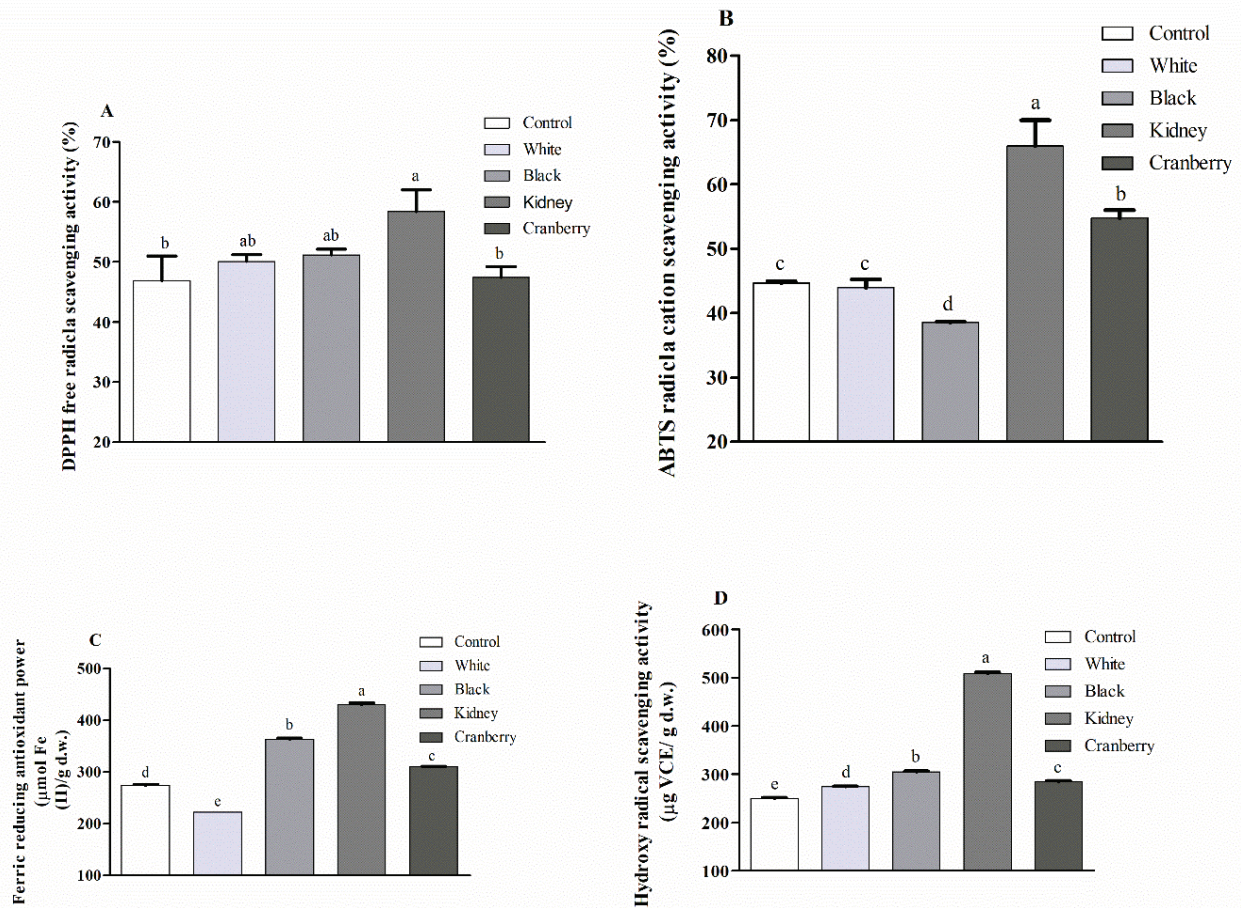 A
DPPH free radicla scavenging activity (%)
70
60
50
40
30
20
b
ab
ab
a
b
Control
White
Black
Kidney
Cranberry
B
ABTS radicla cation scavenging activity (%)
80
70
60
50
40
30
20
c
c
d
a
b
Control
White
Black
Kidney
Cranberry
C
Ferric reducing antioxidant power
(μmol Fe
(II)/g d.w.)
500
400
300
200
100
d
e
b
a
c
Control
White
Black
Kidney
Cranberry
D
Hydroxy radical scavenging activity
(μg VCE/ g d.w.)
600
500
400
300
200
100
e
d
b
a
c
Control
White
Black
Kidney
Cranberry